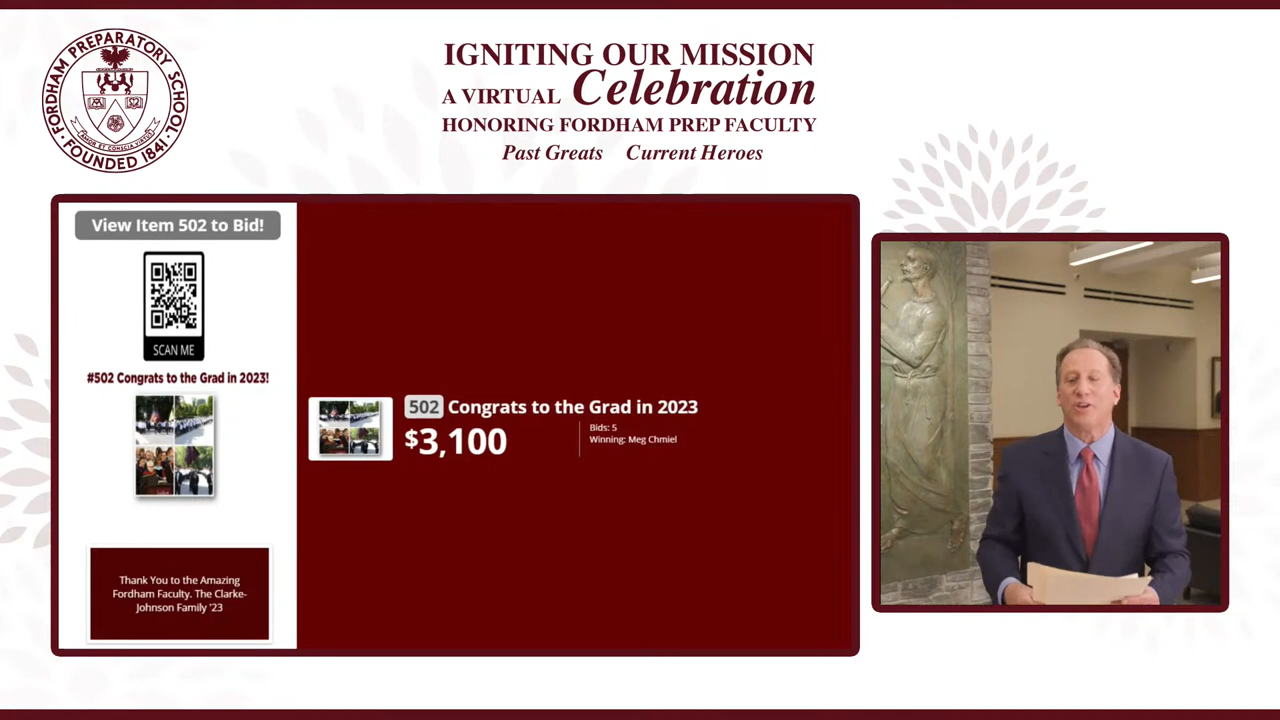 FORDHAM PREPARATORY SCHOOL
FOUNDED 1841
IGNITING OUR MISSION
A VIRTUAL Celebration
HONORING FORDHAM PREP FACULTY
Past Greats Current Heroes
View Item 502 to Bid!
SCAN ME
#502 Congrats to the Grad in 2023!
502 Congrats to the Grad in 2023
$3,100
Bids: 5
Winning: Meg Chmiel
Thank You to the Amazing
Fordham Faculty. The Clarke-
Johnson Family '23